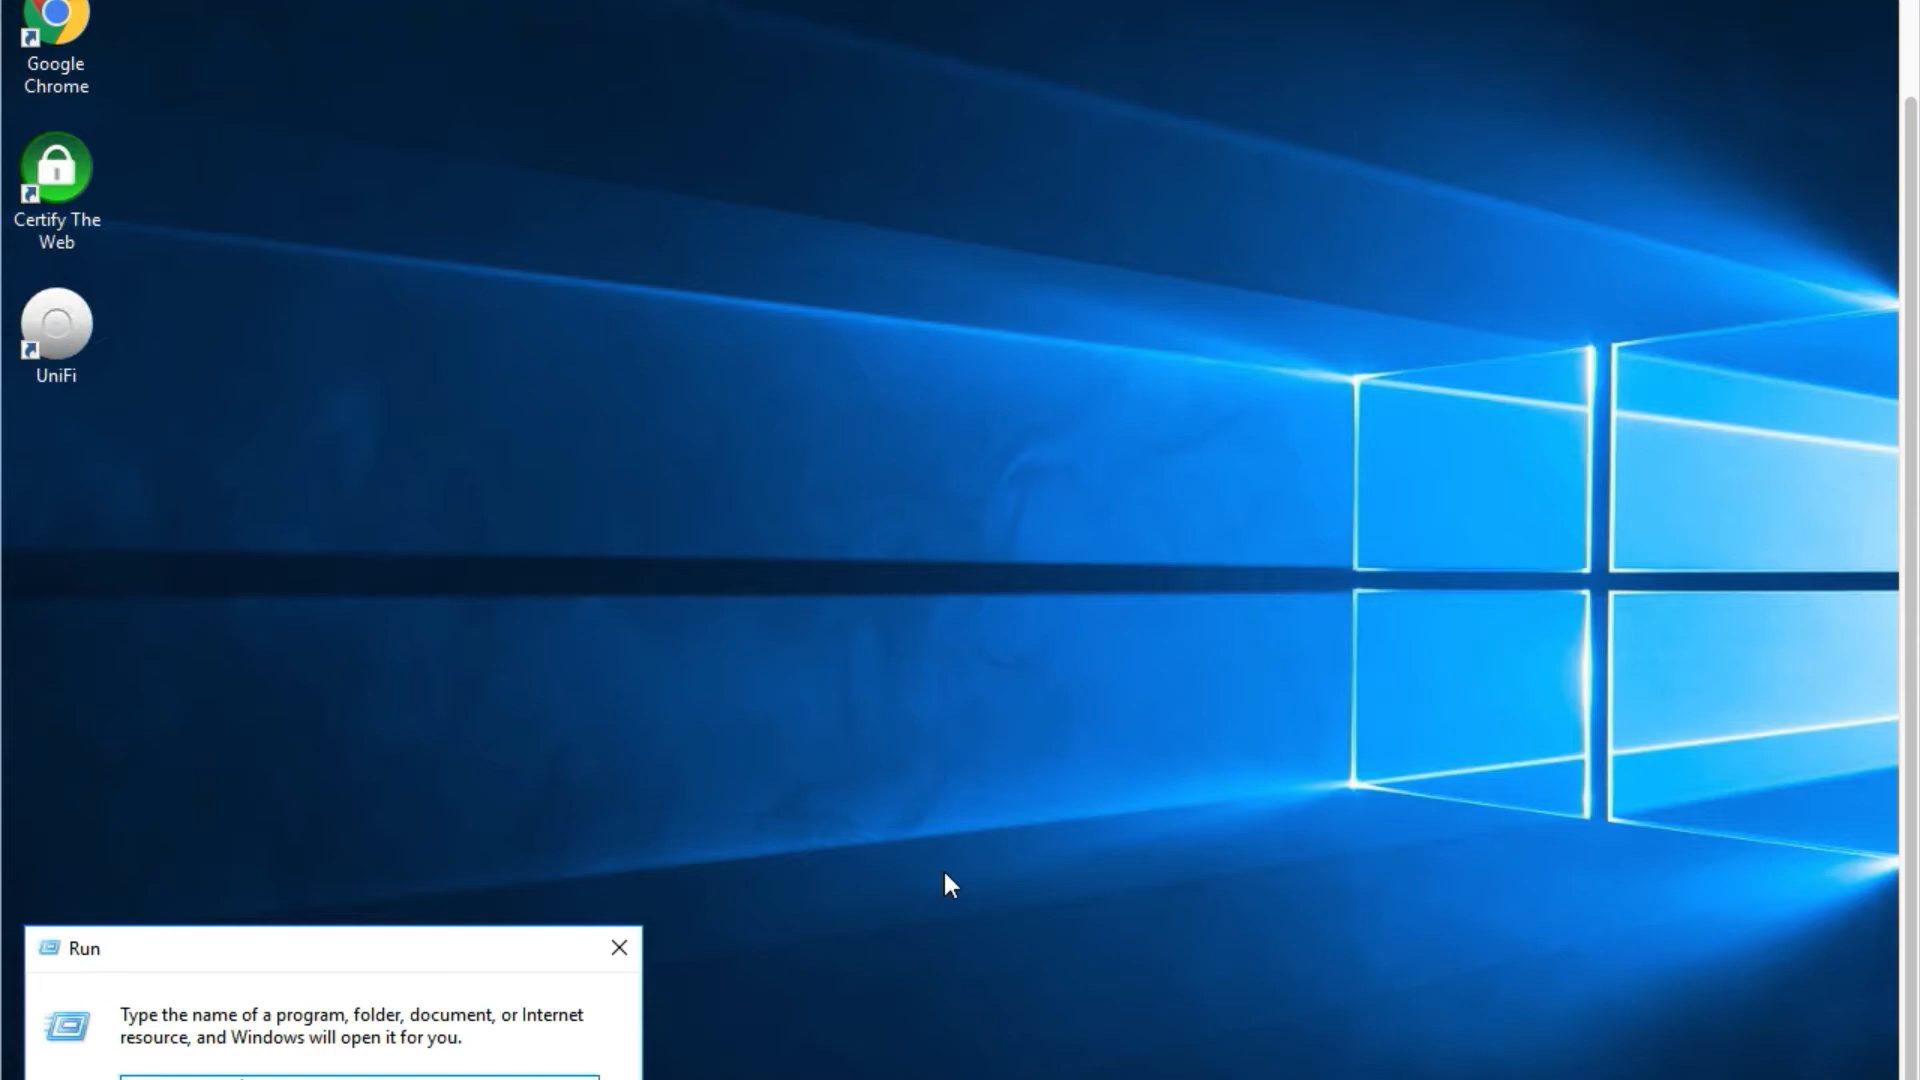 Google
Chrome
Certify The
Web
UniFi
Run
Type the name of a program, folder, document, or Internet
resource, and Windows will open it for you.